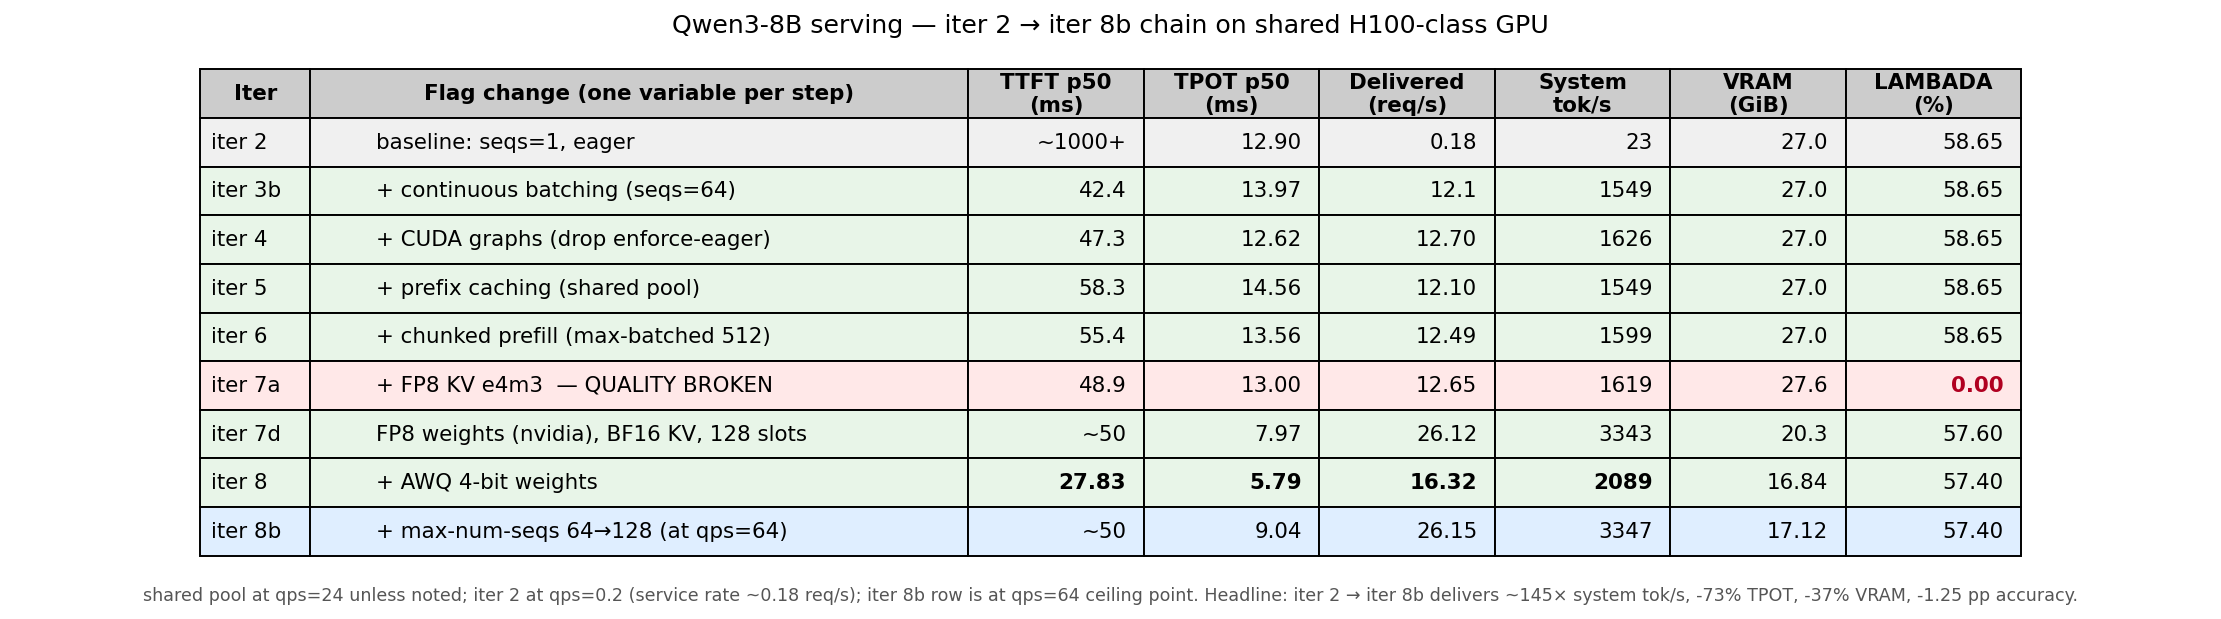 Qwen3-8B serving — iter 2 → iter 8b chain on shared H100-class GPU
Iter | Flag change (one variable per step) | TTFT p50 (ms) | TPOT p50 (ms) | Delivered (req/s) | System tok/s | VRAM (GiB) | LAMBADA (%)
iter 2 | baseline: seqs=1, eager | ~1000+ | 12.90 | 0.18 | 23 | 27.0 | 58.65
iter 3b | + continuous batching (seqs=64) | 42.4 | 13.97 | 12.1 | 1549 | 27.0 | 58.65
iter 4 | + CUDA graphs (drop enforce-eager) | 47.3 | 12.62 | 12.70 | 1626 | 27.0 | 58.65
iter 5 | + prefix caching (shared pool) | 58.3 | 14.56 | 12.10 | 1549 | 27.0 | 58.65
iter 6 | + chunked prefill (max-batched 512) | 55.4 | 13.56 | 12.49 | 1599 | 27.0 | 58.65
iter 7a | + FP8 KV e4m3 — QUALITY BROKEN | 48.9 | 13.00 | 12.65 | 1619 | 27.6 | 0.00
iter 7d | FP8 weights (nvidia), BF16 KV, 128 slots | ~50 | 7.97 | 26.12 | 3343 | 20.3 | 57.60
iter 8 | + AWQ 4-bit weights | 27.83 | 5.79 | 16.32 | 2089 | 16.84 | 57.40
iter 8b | + max-num-seqs 64→128 (at qps=64) | ~50 | 9.04 | 26.15 | 3347 | 17.12 | 57.40
shared pool at qps=24 unless noted; iter 2 at qps=0.2 (service rate ~0.18 req/s); iter 8b row is at qps=64 ceiling point. Headline: iter 2 → iter 8b delivers ~145× system tok/s, -73% TPOT, -37% VRAM, -1.25 pp accuracy.